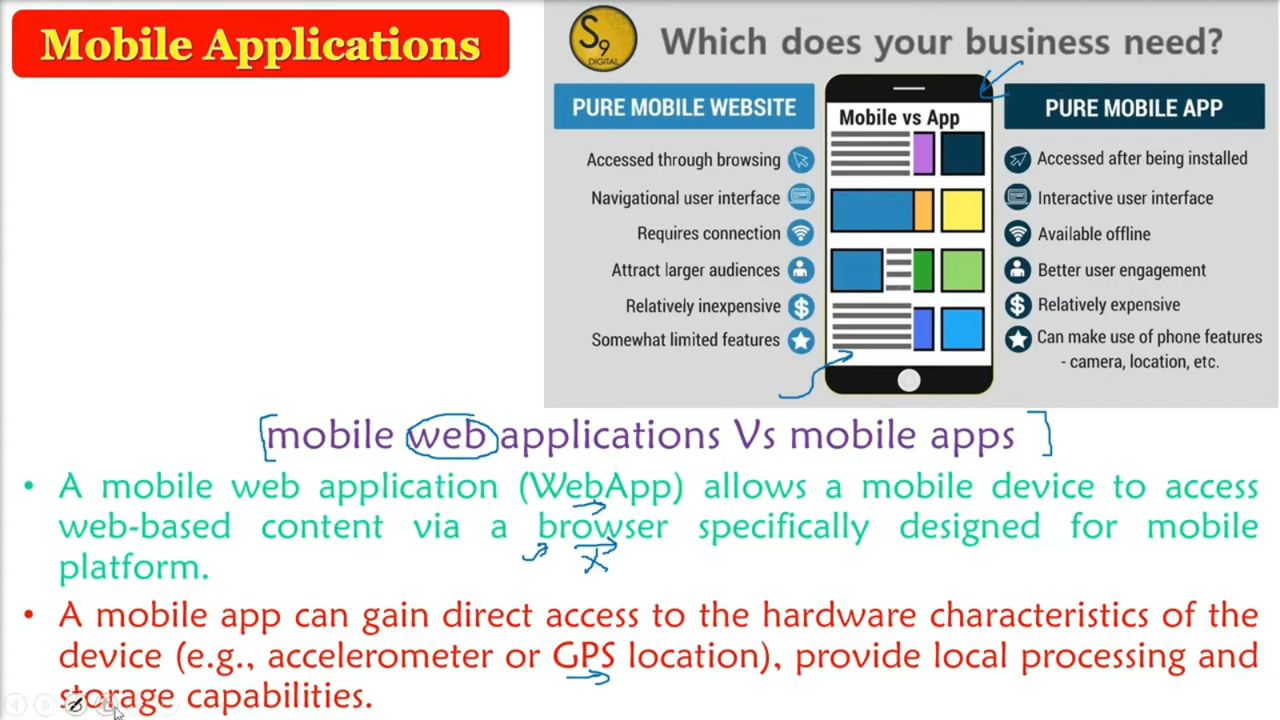 Mobile Applications
S9
DIGITAL
Which does your business need?
PURE MOBILE WEBSITE
Accessed through browsing
Navigational user interface
Requires connection
Attract larger audiences
Relatively inexpensive
Somewhat limited features
Mobile vs App
PURE MOBILE APP
Accessed after being installed
Interactive user interface
Available offline
Better user engagement
Relatively expensive
Can make use of phone features
- camera, location, etc.
mobile web applications Vs mobile apps
• A mobile web application (WebApp) allows a mobile device to access
web-based content via a browser specifically designed for mobile
platform.
• A mobile app can gain direct access to the hardware characteristics of the
device (e.g., accelerometer or GPS location), provide local processing and
storage capabilities.